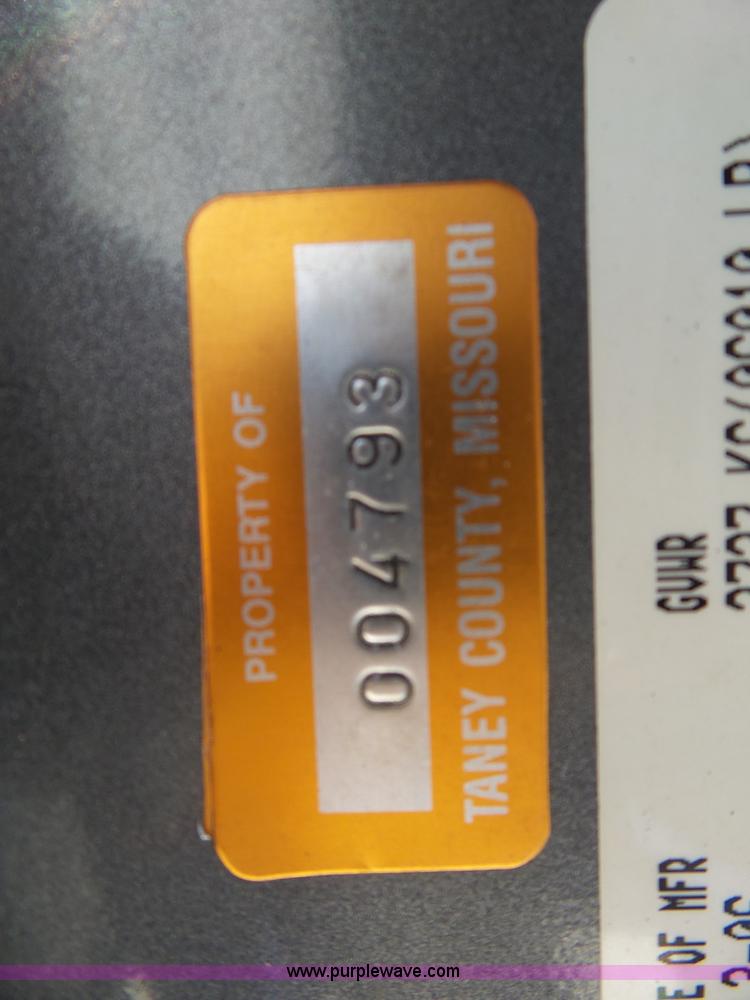 PROPERTY OF
004793
TANEY COUNTY, MISSOURI
GVWR
E OF MFR
www.purplewave.com